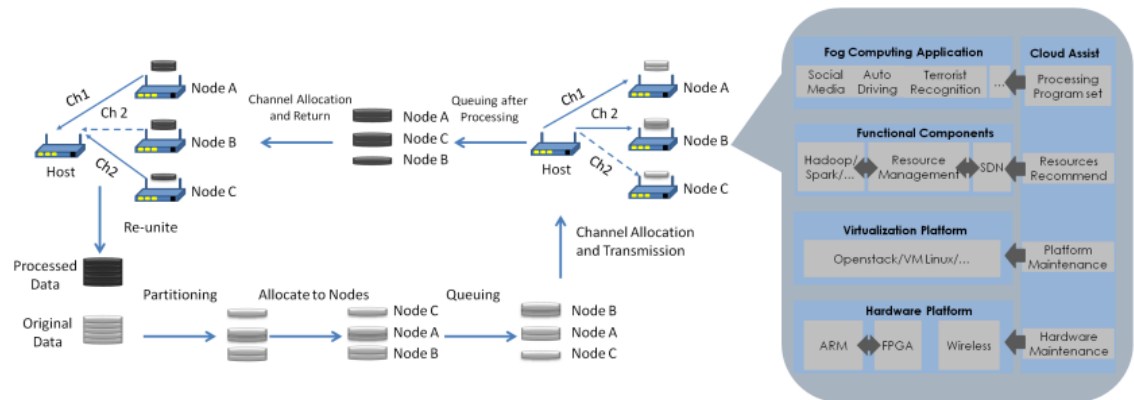 Node A
Ch1
Ch 2
Node B
Host
Ch2
Node C
Channel Allocation
and Return
Node A
Node C
Node B
Queuing after
Processing
Node A
Ch1
Ch 2
Node B
Host
Ch2
Node C
Re-unite
Channel Allocation
and Transmission
Processed
Data
Original
Data
Partitioning
Allocate to Nodes
Node C
Node A
Node B
Queuing
Node B
Node A
Node C
Fog Computing Application
Social
Media
Auto
Driving
Terrorist
Recognition
...
Cloud Assist
Processing
Program set
Functional Components
Hadoop/
Spark/...
Resource
Management
SDN
Resources
Recommend
Virtualization Platform
Openstack/VM Linux/...
Platform
Maintenance
Hardware Platform
ARM
FPGA
Wireless
Hardware
Maintenance